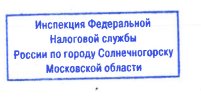 Инспекция Федеральной
Налоговой службы
России по городу Солнечногорску
Московской области